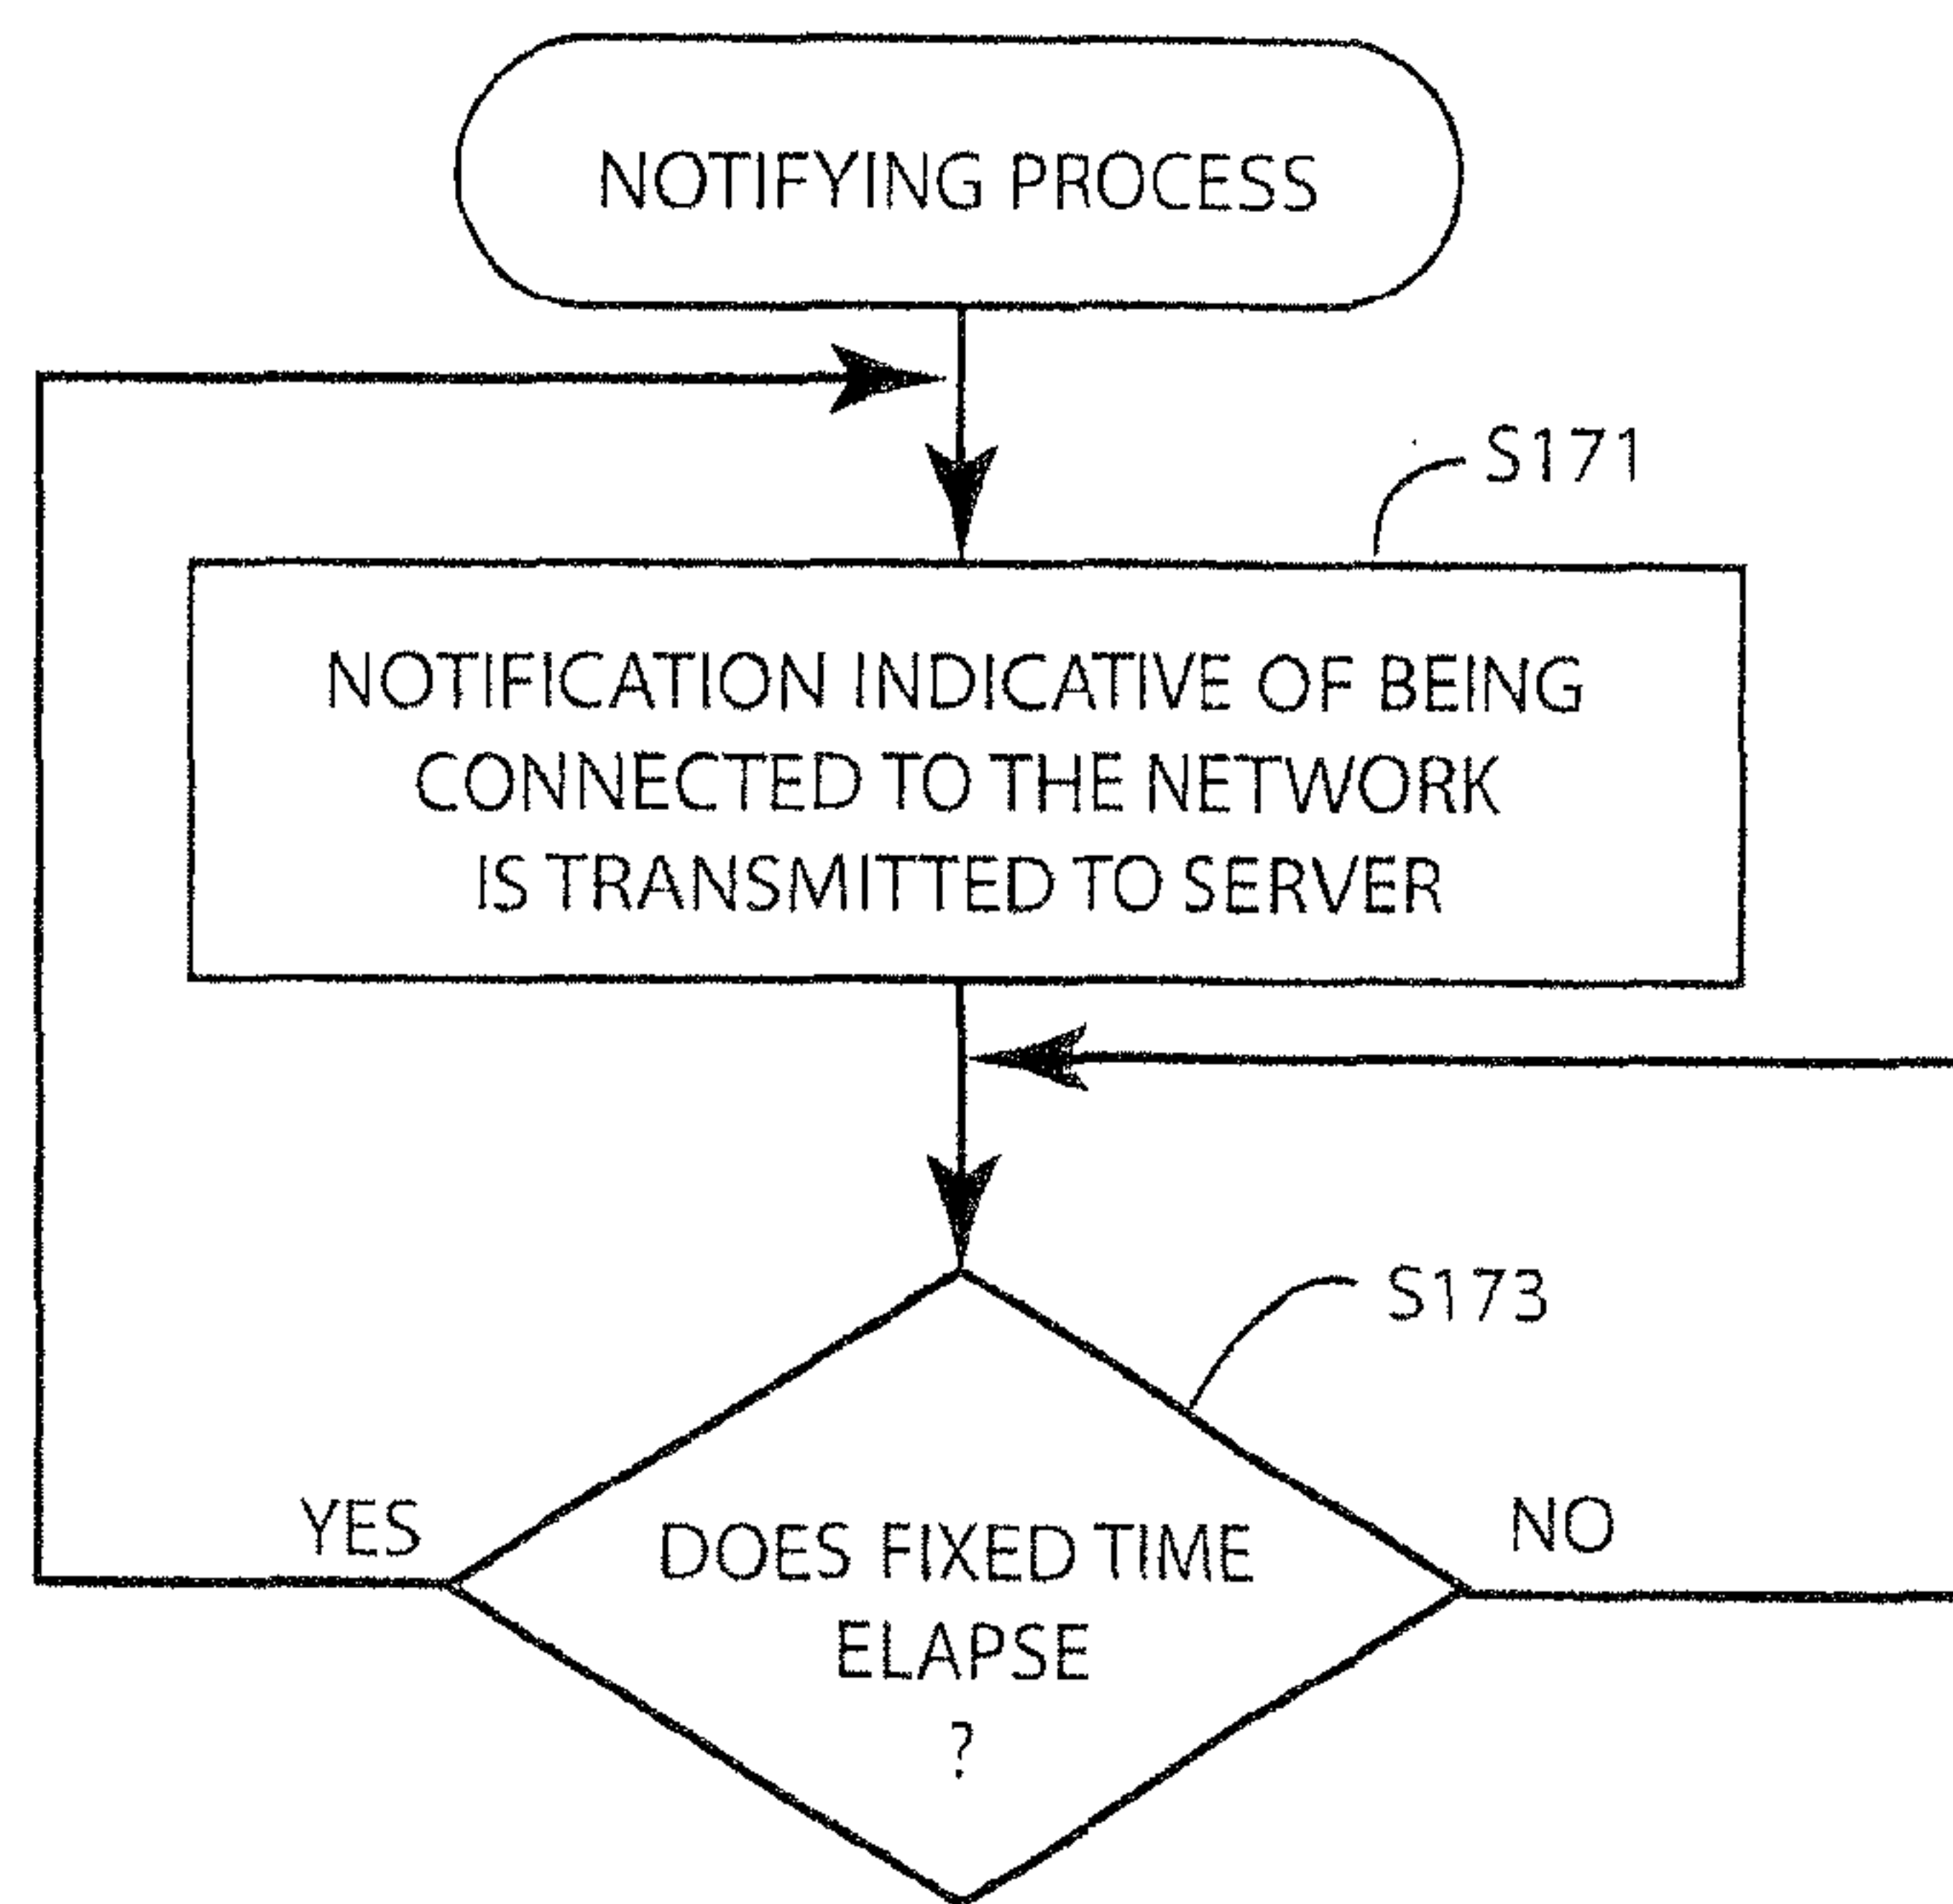 NOTIFYING PROCESS
S171
NOTIFICATION INDICATIVE OF BEING
CONNECTED TO THE NETWORK
IS TRANSMITTED TO SERVER
S173
YES
NO
DOES FIXED TIME
ELAPSE
?